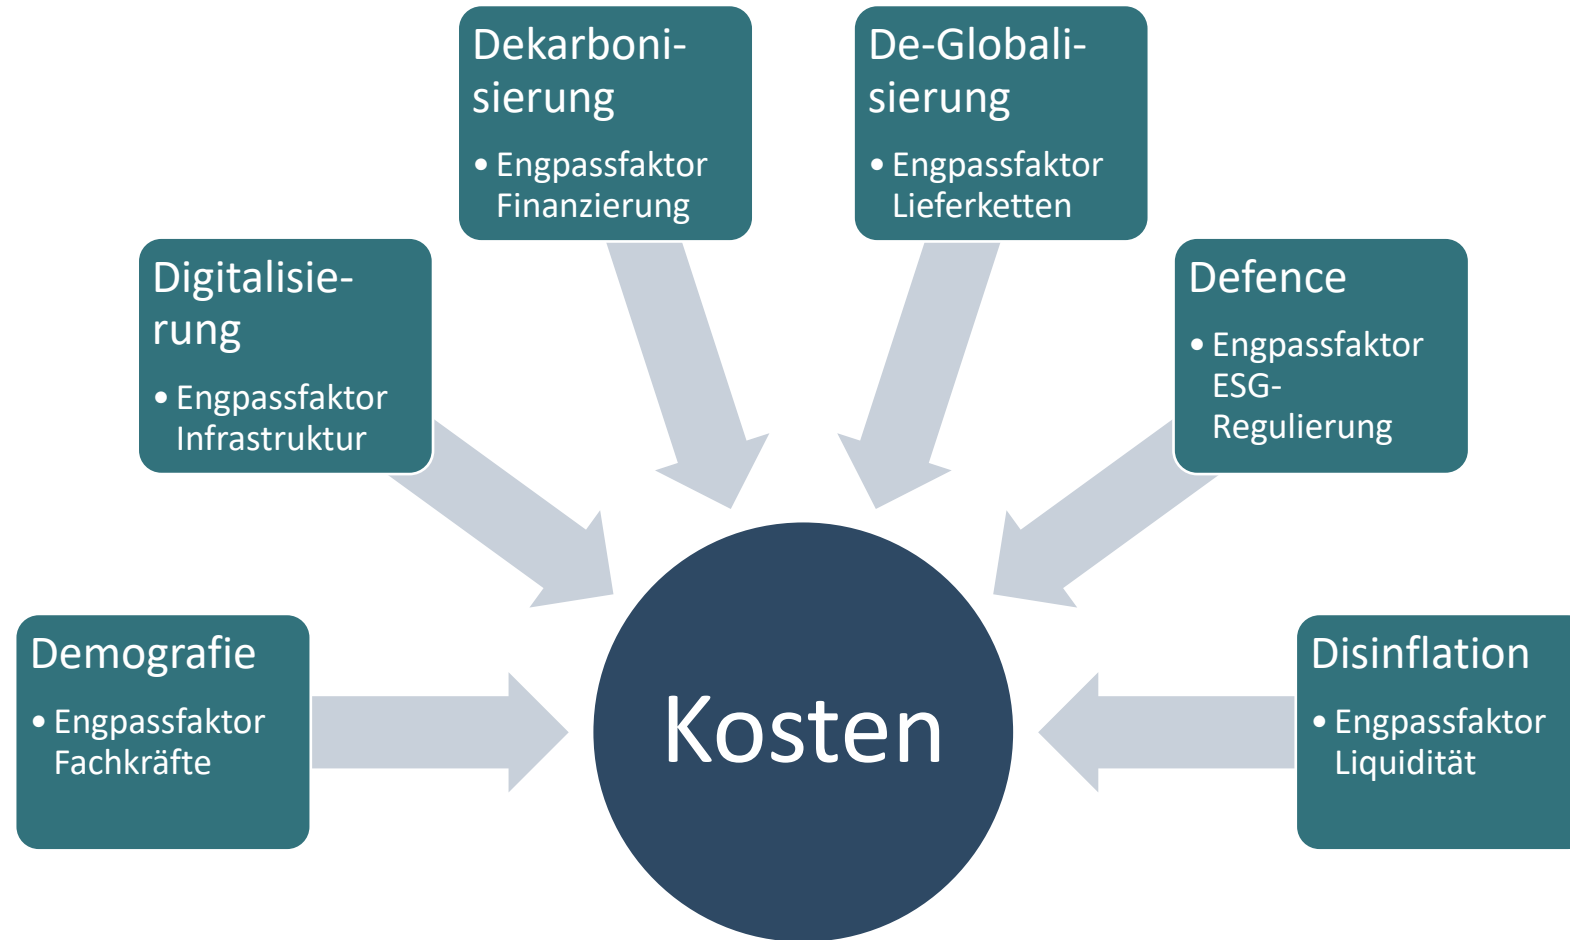 Dekarboni-
sierung
• Engpassfaktor
Finanzierung
De-Globali-
sierung
• Engpassfaktor
Lieferketten
Digitalisie-
rung
• Engpassfaktor
Infrastruktur
Defence
• Engpassfaktor
ESG-
Regulierung
Demografie
• Engpassfaktor
Fachkräfte
Kosten
Disinflation
• Engpassfaktor
Liquidität